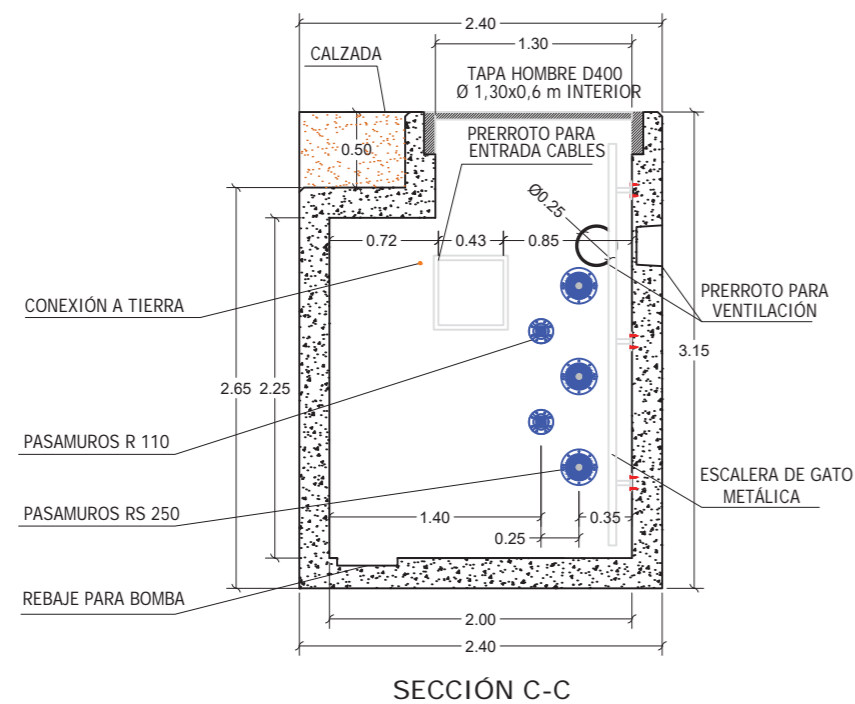 2.40
1.30
CALZADA
TAPA HOMBRE D400
Ø 1,30x0,6 m INTERIOR
PRERROTO PARA
ENTRADA CABLES
0.50
Ø0.25
0.72
0.43
0.85
CONEXIÓN A TIERRA
PRERROTO PARA
VENTILACIÓN
3.15
2.65
2.25
PASAMUROS R 110
ESCALERA DE GATO
METÁLICA
PASAMUROS RS 250
1.40
0.35
0.25
REBAJE PARA BOMBA
2.00
2.40
SECCIÓN C-C